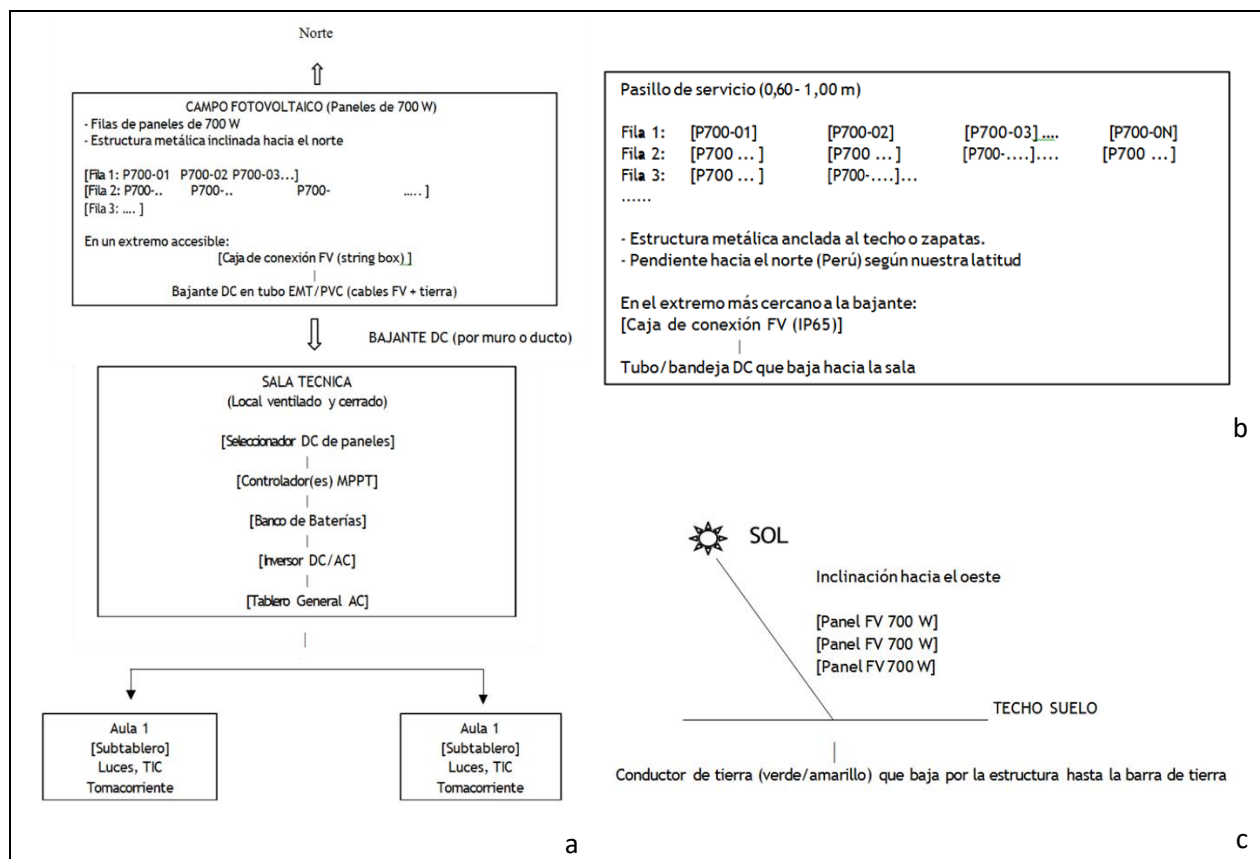 Norte
CAMPO FOTOVOLTAICO (Paneles de 700 W)
- Filas de paneles de 700 W
- Estructura metálica inclinada hacia el norte
[Fila 1: P700-01 P700-02 P700-03...]
[Fila 2: P700-.. P700-.. P700- ..... ]
[Fila 3: .... ]
En un extremo accesible:
[Caja de conexión FV (string box) ]
|
Bajante DC en tubo EMT/PVC (cables FV + tierra)
BAJANTE DC (por muro o ducto)
SALA TECNICA
(Local ventilado y cerrado)
[Seleccionador DC de paneles]
|
[Controlador(es) MPPT]
|
[Banco de Baterías]
|
[Inversor DC/AC]
|
[Tablero General AC]
|
Aula 1
[Subtablero]
Luces, TIC
Tomacorriente
Aula 1
[Subtablero]
Luces, TIC
Tomacorriente
a
Pasillo de servicio (0,60 - 1,00 m)
Fila 1: [P700-01] [P700-02] [P700-03] .... [P700-0N]
Fila 2: [P700 ... ] [P700 ... ] [P700-....].... [P700 ...]
Fila 3: [P700 ... ] [P700-....]...
......
- Estructura metálica anclada al techo o zapatas.
- Pendiente hacia el norte (Perú) según nuestra latitud
En el extremo más cercano a la bajante:
[Caja de conexión FV (IP65)]
|
Tubo/bandeja DC que baja hacia la sala
b
SOL
Inclinación hacia el oeste
[Panel FV 700 W]
[Panel FV 700 W]
[Panel FV 700 W]
TECHO SUELO
|
Conductor de tierra (verde/amarillo) que baja por la estructura hasta la barra de tierra
c